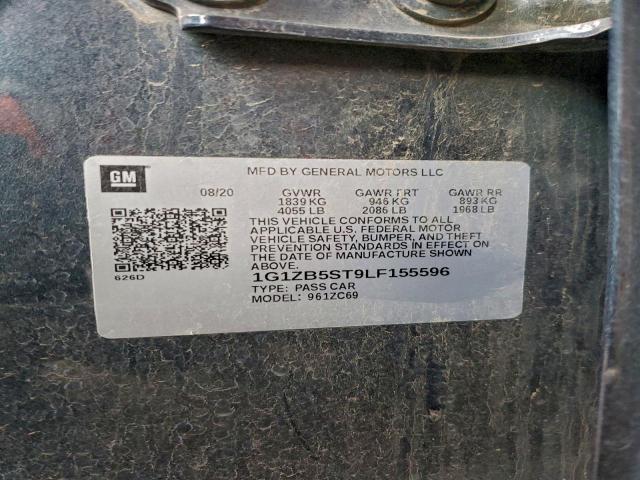 GM
MFD BY GENERAL MOTORS LLC
08/20 GVWR GAWR FRT GAWR RR
1839 KG 946 KG 893 KG
4055 LB 2086 LB 1968 LB
THIS VEHICLE CONFORMS TO ALL
APPLICABLE U.S. FEDERAL MOTOR
VEHICLE SAFETY, BUMPER, AND THEFT
PREVENTION STANDARDS IN EFFECT ON
THE DATE OF MANUFACTURE SHOWN
ABOVE.
626D
1G1ZB5ST9LF155596
TYPE: PASS CAR
MODEL: 961ZC69